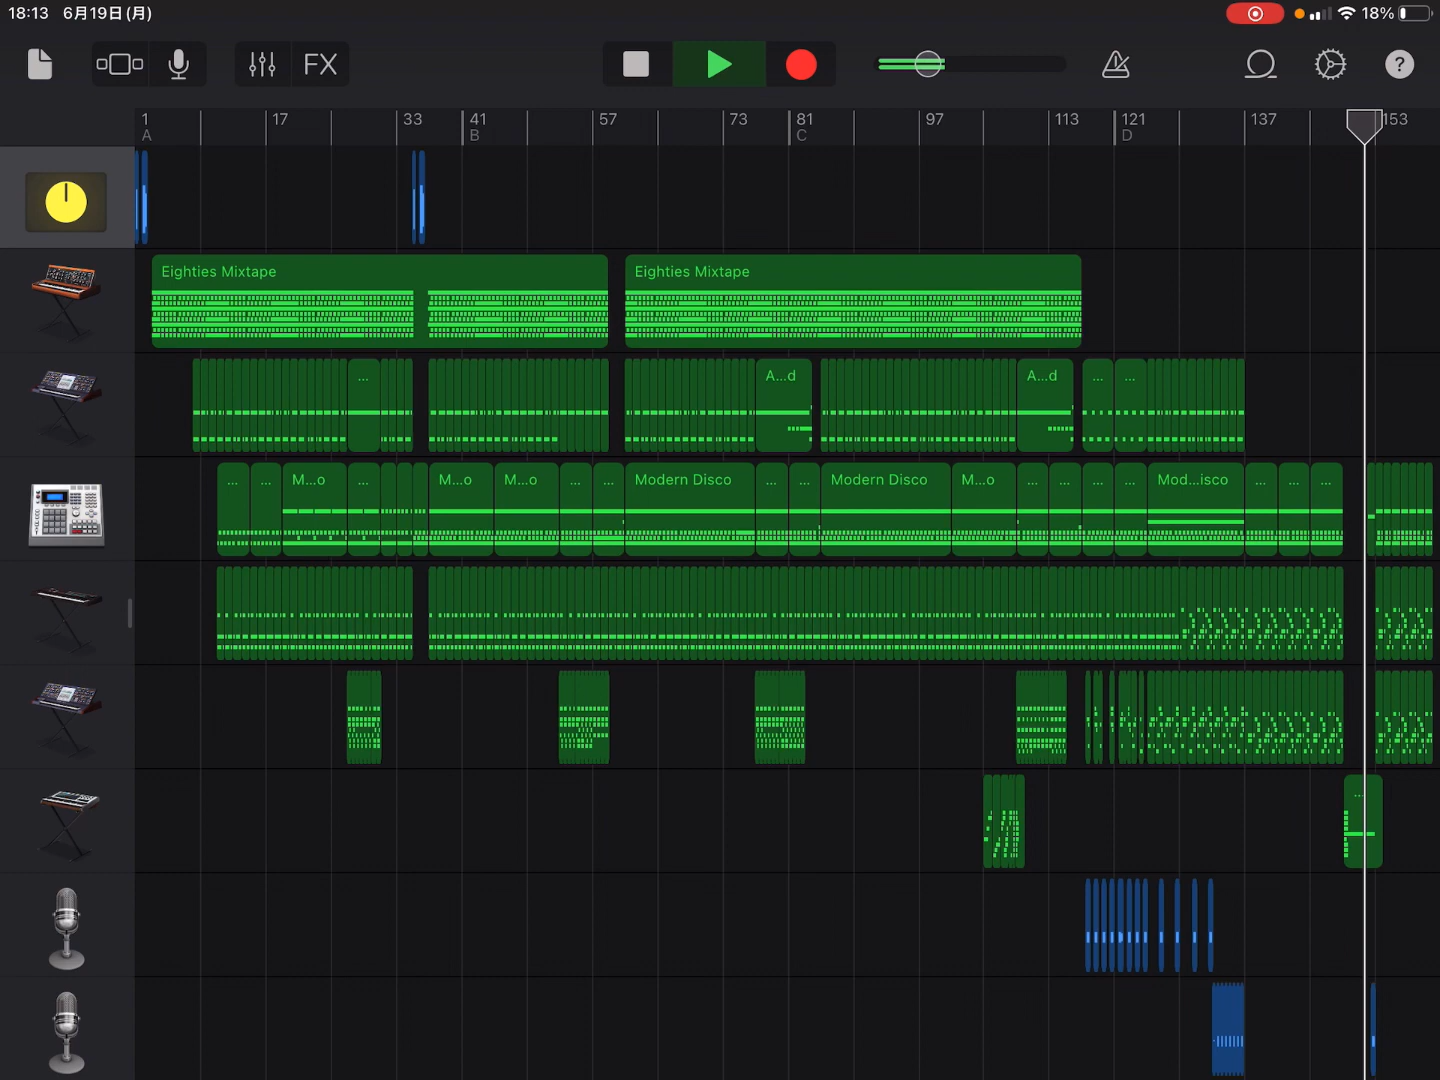 18:13 6月19日(月)
18%
FX
?
1 17 33 41 57 73 81 97 113 121 137 153
A B C D
Eighties Mixtape Eighties Mixtape
... A...d A...d ... ...
... ... M...o ... M...o M...o ... ... Modern Disco ... ... Modern Disco M...o ... ... ... ... Mod...isco ... ... ...
...